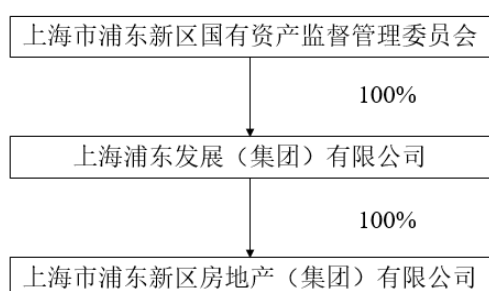 上海市浦东新区国有资产监督管理委员会
100%
上海浦东发展（集团）有限公司
100%
上海市浦东新区房地产（集团）有限公司